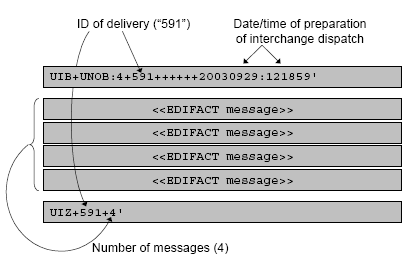 ID of delivery (“591”)
Date/time of preparation
of interchange dispatch
UIB+UNOB:4+591++++++20030929:121859'
<<EDIFACT message>>
<<EDIFACT message>>
<<EDIFACT message>>
<<EDIFACT message>>
UIZ+591+4'
Number of messages (4)